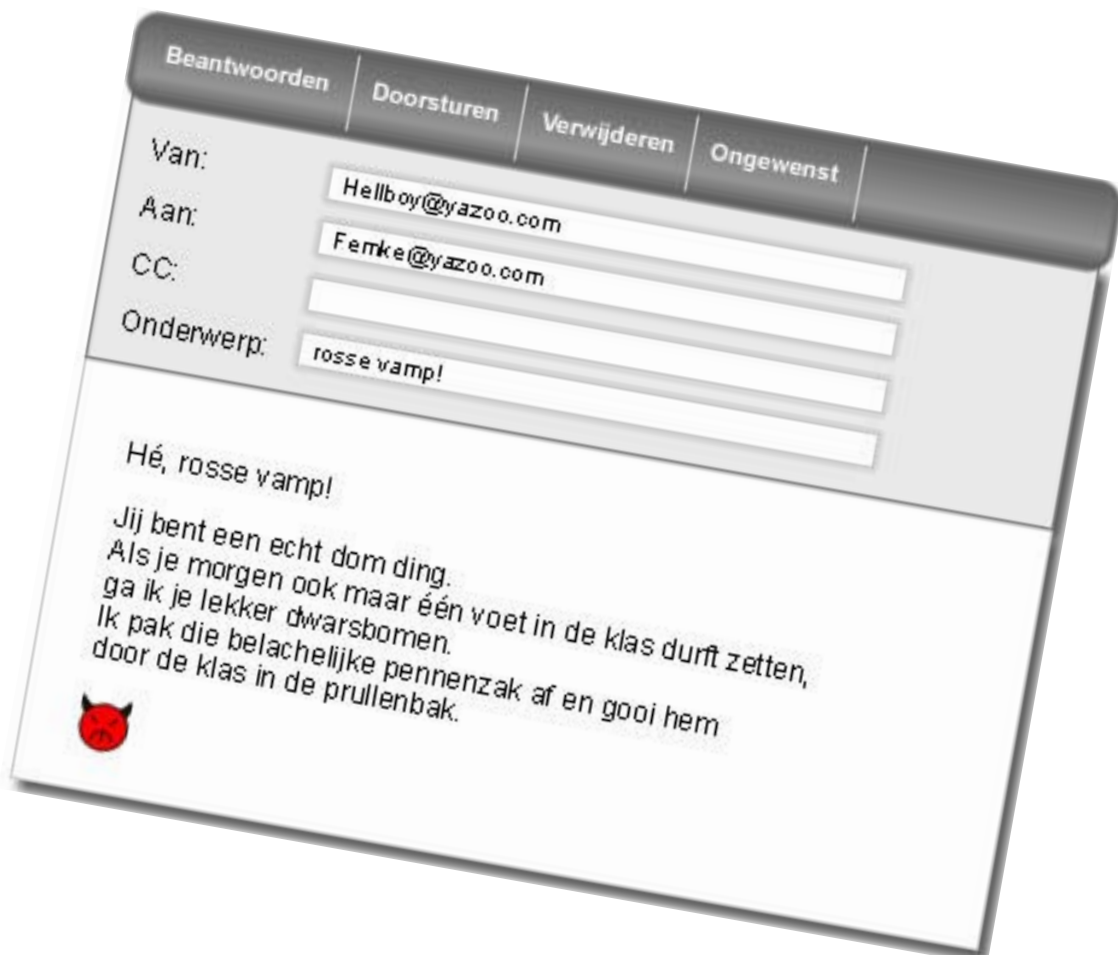 Beantwoorden Doorsturen Verwijderen Ongewenst
Van: Hellboy@yazoo.com
Aan: Femke@yazoo.com
CC:
Onderwerp: rosse vamp!
Hé, rosse vamp!
Jij bent een echt dom ding.
Als je morgen ook maar één voet in de klas durft zetten,
ga ik je lekker dwarsbomen.
Ik pak die belachelijke pennenzak af en gooi hem
door de klas in de prullenbak.